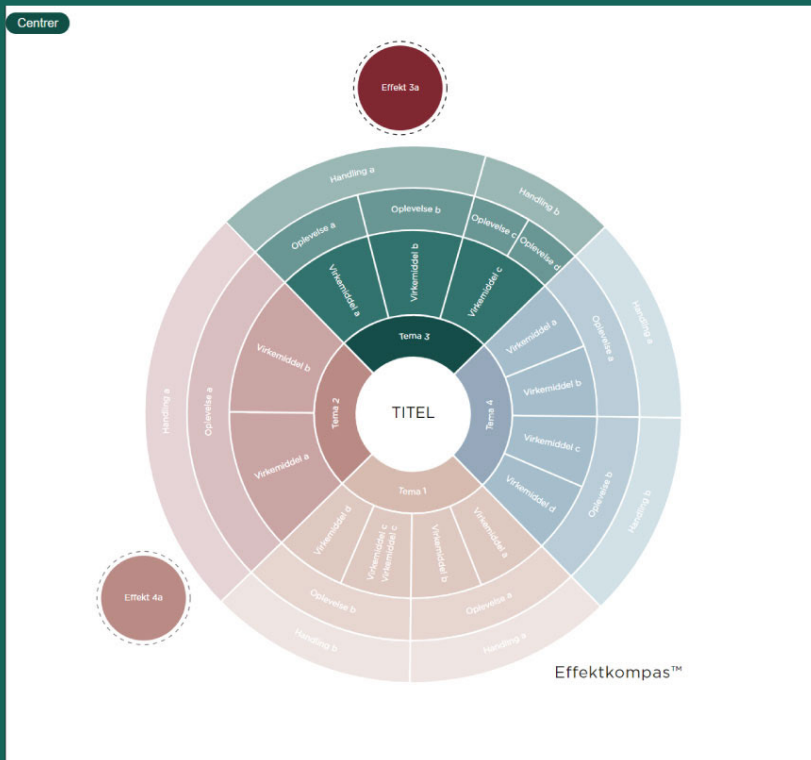 Centrer
Effekt 3a
Handling a
Handling b
Oplevelse a
Oplevelse b
Oplevelse c
Oplevelse d
Virkemiddel a
Virkemiddel b
Virkemiddel c
Tema 3
Handling a
Oplevelse a
Virkemiddel b
Virkemiddel a
Tema 2
TITEL
Tema 4
Virkemiddel a
Virkemiddel b
Virkemiddel c
Virkemiddel d
Oplevelse a
Oplevelse b
Handling a
Handling b
Tema 1
Virkemiddel d
Virkemiddel c
Virkemiddel c
Virkemiddel b
Virkemiddel a
Oplevelse b
Oplevelse a
Handling b
Handling a
Effekt 4a
Effektkompas™